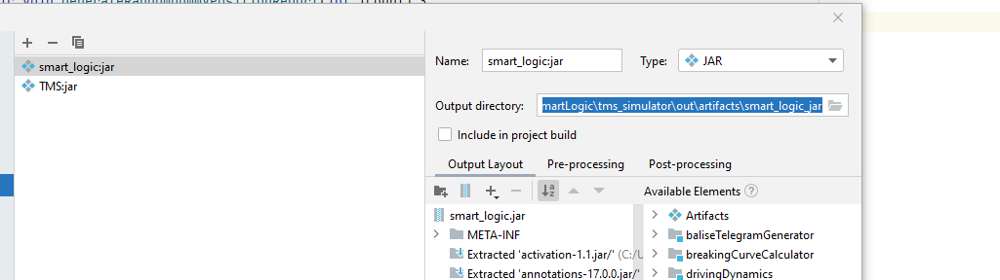 smart_logic:jar
TMS:jar
Name: smart_logic:jar Type: JAR
Output directory: martLogic\tms_simulator\out\artifacts\smart_logic_jar
Include in project build
Output Layout Pre-processing Post-processing
Available Elements ?
smart_logic.jar
META-INF
Extracted 'activation-1.1.jar/' (C:/U
Extracted 'annotations-17.0.0.jar/'
Artifacts
baliseTelegramGenerator
breakingCurveCalculator
drivingDynamics